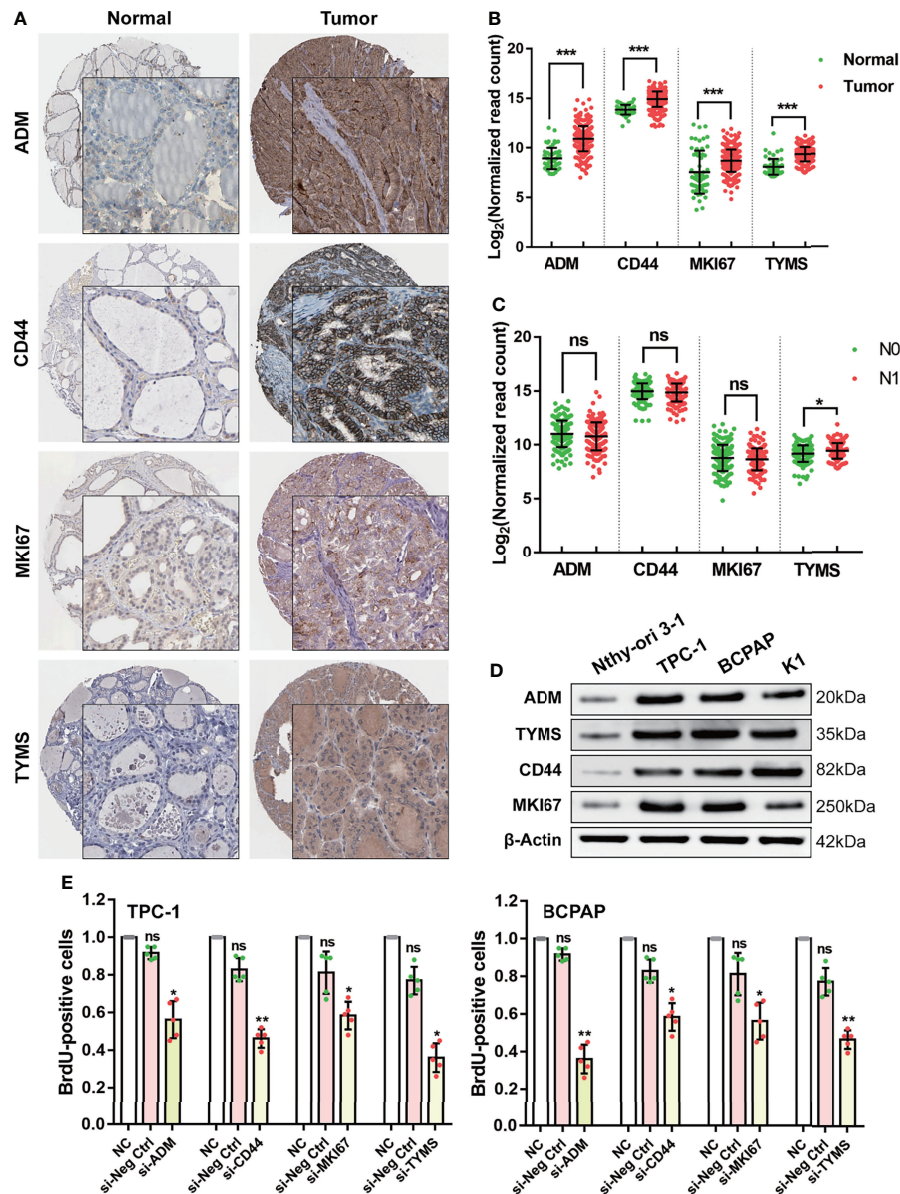 A
Normal Tumor
ADM
CD44
MKI67
TYMS
B
Log2(Normalized read count)
20
15
10
5
0
*** *** *** ***
ADM CD44 MKI67 TYMS
Normal
Tumor
C
Log2(Normalized read count)
20
15
10
5
0
ns ns ns *
ADM CD44 MKI67 TYMS
N0
N1
D
Nthy-ori 3-1 TPC-1 BCPAP K1
ADM 20kDa
TYMS 35kDa
CD44 82kDa
MKI67 250kDa
β-Actin 42kDa
E
TPC-1
BrdU-positive cells
1.2
1.0
0.8
0.6
0.4
0.2
0.0
ns * ns ** ns * ns *
NC si-Neg Ctrl si-ADM NC si-Neg Ctrl si-CD44 NC si-Neg Ctrl si-MKI67 NC si-Neg Ctrl si-TYMS
BCPAP
BrdU-positive cells
1.2
1.0
0.8
0.6
0.4
0.2
0.0
ns ** ns * ns * ns **
NC si-Neg Ctrl si-ADM NC si-Neg Ctrl si-CD44 NC si-Neg Ctrl si-MKI67 NC si-Neg Ctrl si-TYMS